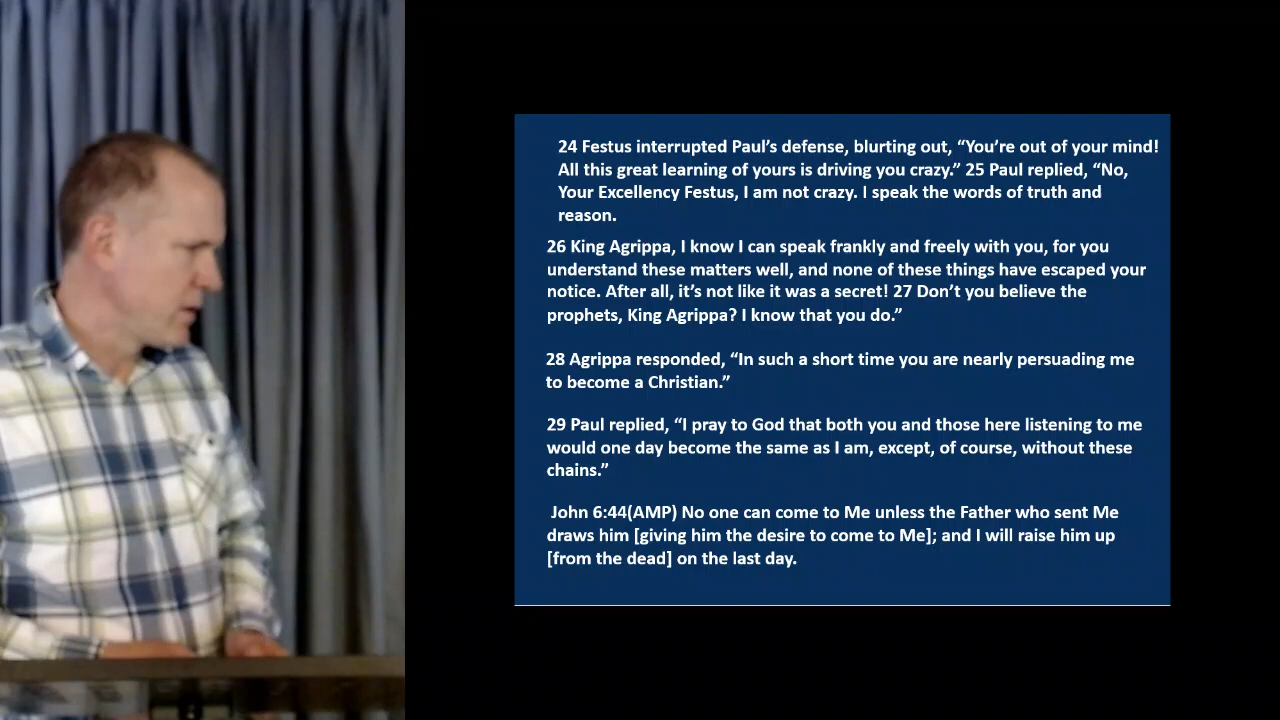 24 Festus interrupted Paul’s defense, blurting out, “You’re out of your mind!
All this great learning of yours is driving you crazy.” 25 Paul replied, “No,
Your Excellency Festus, I am not crazy. I speak the words of truth and
reason.
26 King Agrippa, I know I can speak frankly and freely with you, for you
understand these matters well, and none of these things have escaped your
notice. After all, it’s not like it was a secret! 27 Don’t you believe the
prophets, King Agrippa? I know that you do.”
28 Agrippa responded, “In such a short time you are nearly persuading me
to become a Christian.”
29 Paul replied, “I pray to God that both you and those here listening to me
would one day become the same as I am, except, of course, without these
chains.”
John 6:44(AMP) No one can come to Me unless the Father who sent Me
draws him [giving him the desire to come to Me]; and I will raise him up
[from the dead] on the last day.